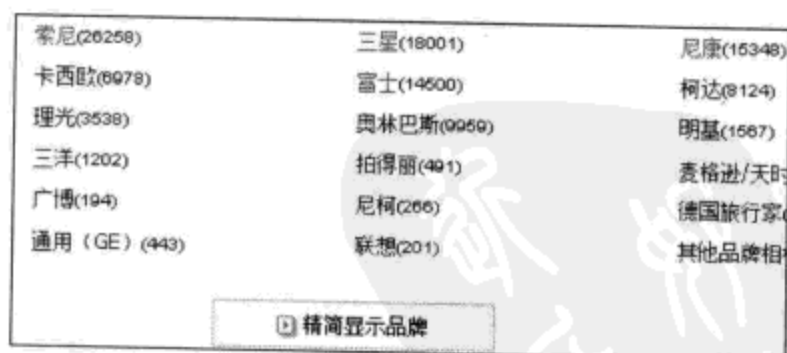 索尼(26258) 三星(18001) 尼康(15348)
卡西欧(6978) 富士(14500) 柯达(8124)
理光(3538) 奥林巴斯(9959) 明基(1567)
三洋(1202) 拍得丽(491) 麦格逊/天时
广博(194) 尼柯(266) 德国旅行家(
通用（GE）(443) 联想(201) 其他品牌相
精简显示品牌